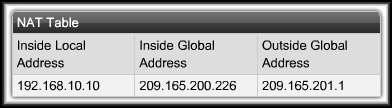 NAT Table
Inside Local Address
Inside Global Address
Outside Global Address
192.168.10.10
209.165.200.226
209.165.201.1